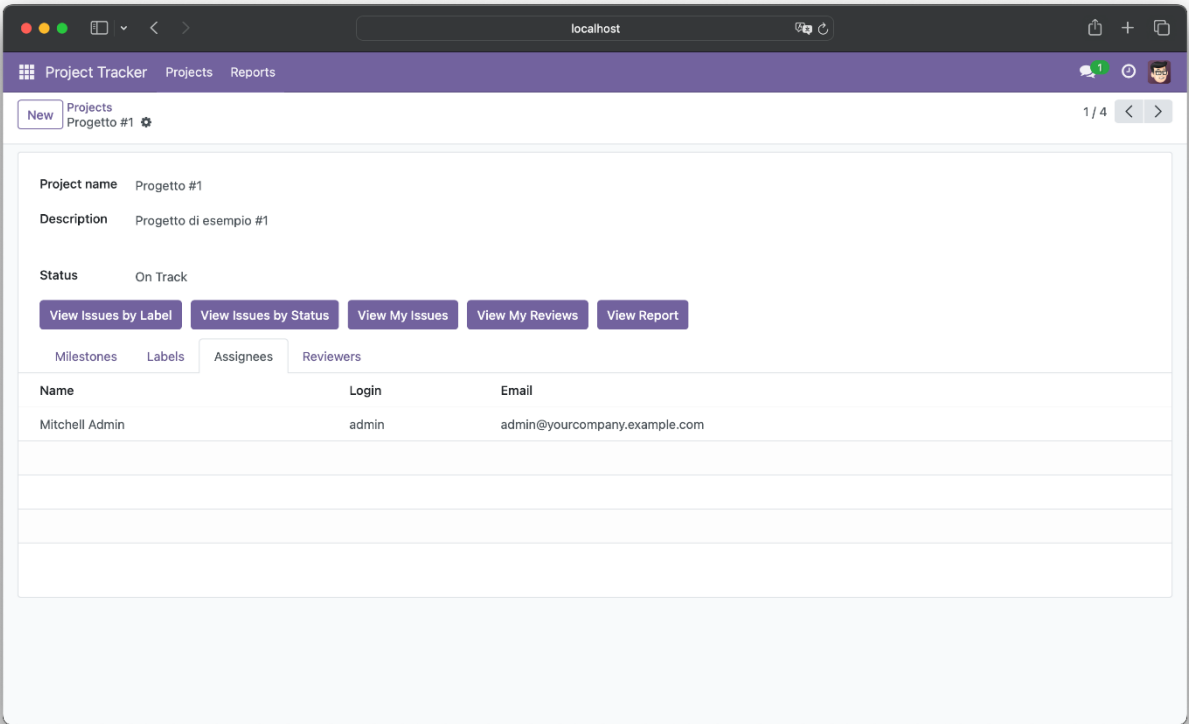 localhost
Project Tracker Projects Reports 1
New Projects 1 / 4
Progetto #1
Project name Progetto #1
Description Progetto di esempio #1
Status On Track
View Issues by Label View Issues by Status View My Issues View My Reviews View Report
Milestones Labels Assignees Reviewers
Name Login Email
Mitchell Admin admin admin@yourcompany.example.com